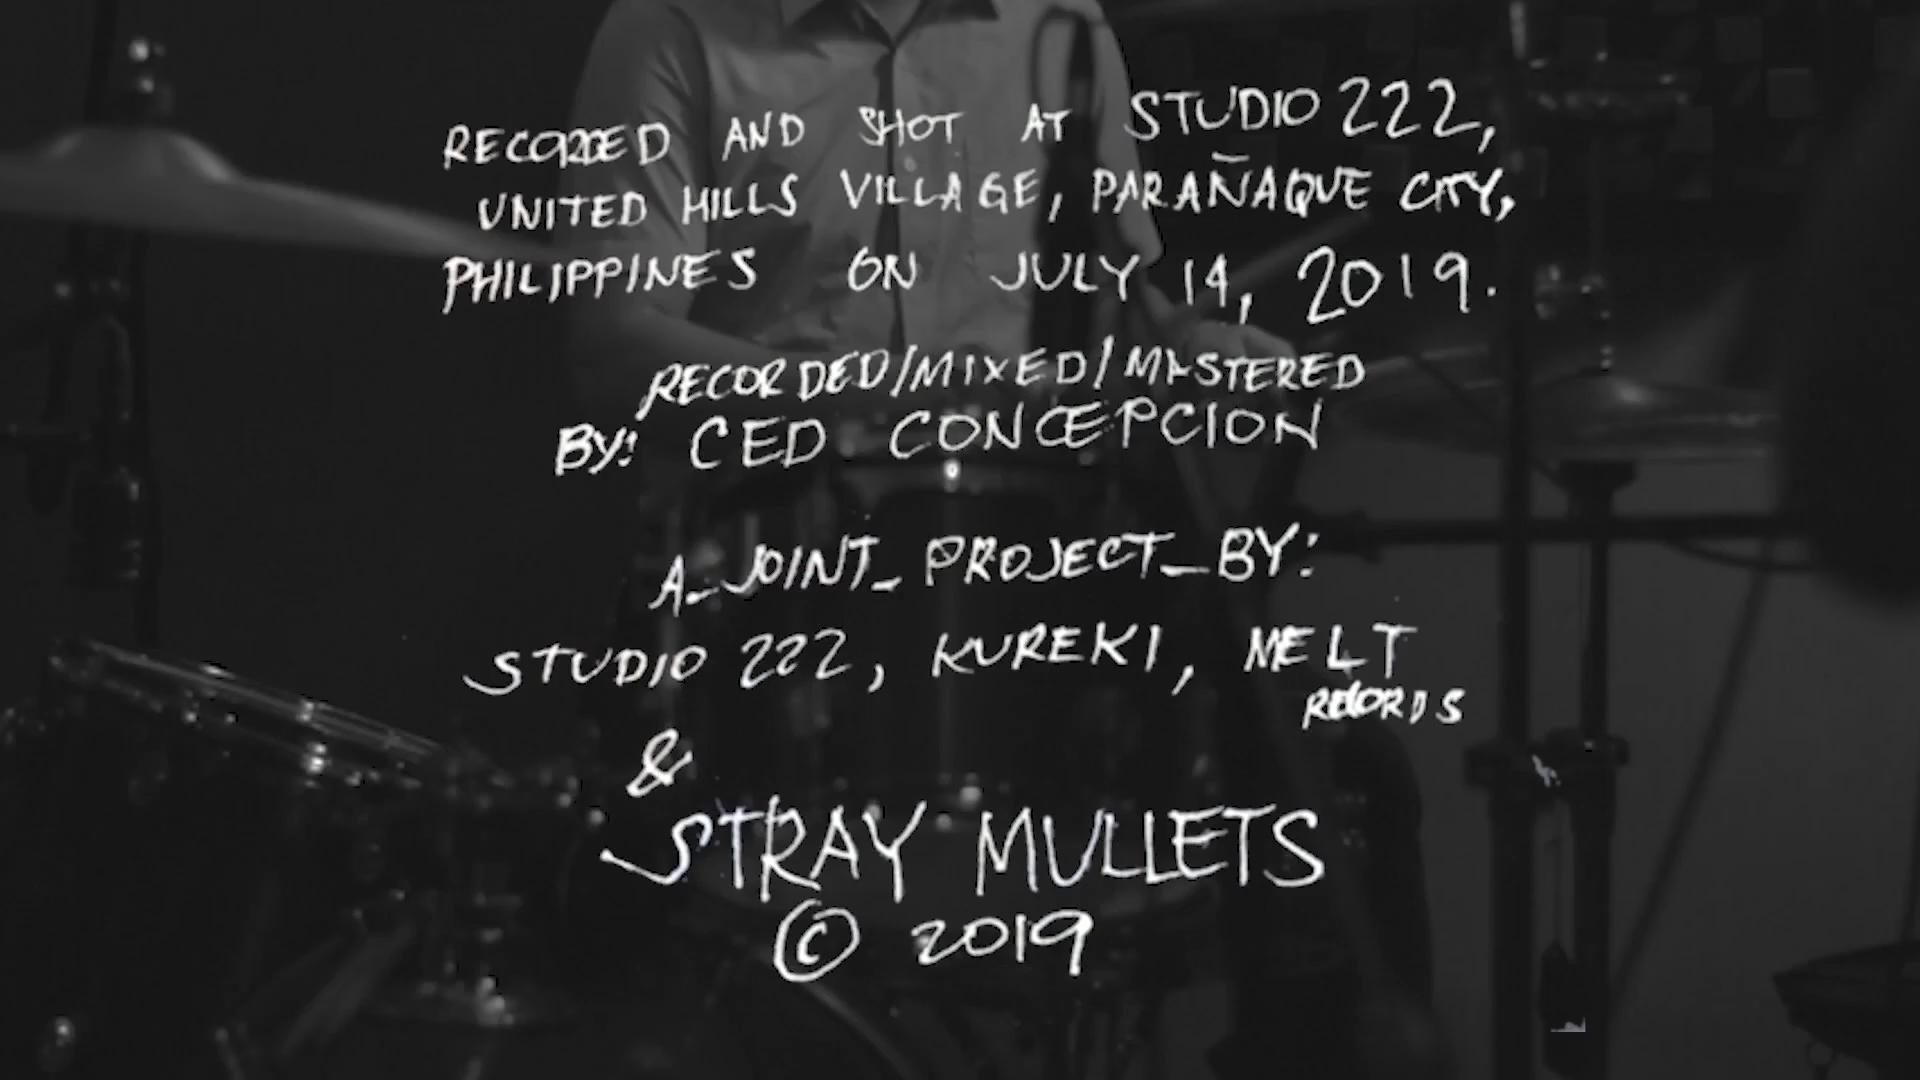 RECORDED AND SHOT AT STUDIO 222,
UNITED HILLS VILLAGE, PARAÑAQUE CITY,
PHILIPPINES ON JULY 14, 2019.
RECORDED/MIXED/MASTERED
BY: CED CONCEPCION
A_JOINT_PROJECT_BY:
STUDIO 222, KUREKI, MELT
RECORDS
&
STRAY MULLETS
© 2019